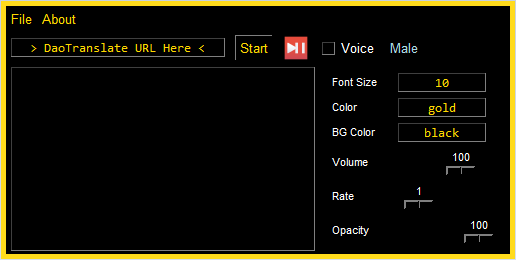 File About
> DaoTranslate URL Here < Start Voice Male
Font Size 10
Color gold
BG Color black
Volume 100
Rate 1
Opacity 100